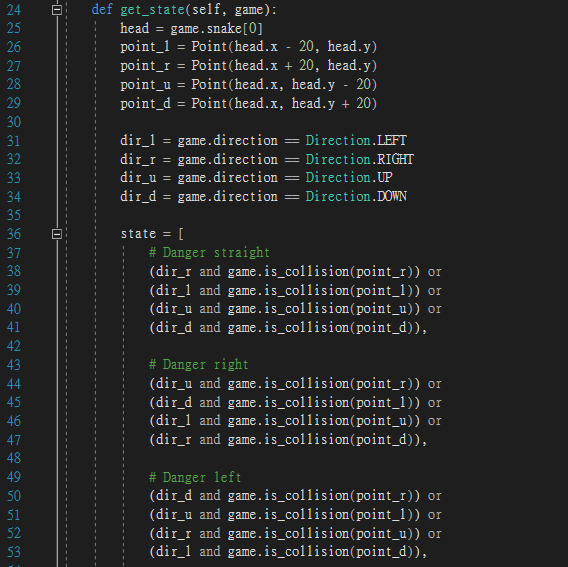 24 def get_state(self, game):
25 head = game.snake[0]
26 point_l = Point(head.x - 20, head.y)
27 point_r = Point(head.x + 20, head.y)
28 point_u = Point(head.x, head.y - 20)
29 point_d = Point(head.x, head.y + 20)
30
31 dir_l = game.direction == Direction.LEFT
32 dir_r = game.direction == Direction.RIGHT
33 dir_u = game.direction == Direction.UP
34 dir_d = game.direction == Direction.DOWN
35
36 state = [
37 # Danger straight
38 (dir_r and game.is_collision(point_r)) or
39 (dir_l and game.is_collision(point_l)) or
40 (dir_u and game.is_collision(point_u)) or
41 (dir_d and game.is_collision(point_d)),
42
43 # Danger right
44 (dir_u and game.is_collision(point_r)) or
45 (dir_d and game.is_collision(point_l)) or
46 (dir_l and game.is_collision(point_u)) or
47 (dir_r and game.is_collision(point_d)),
48
49 # Danger left
50 (dir_d and game.is_collision(point_r)) or
51 (dir_u and game.is_collision(point_l)) or
52 (dir_r and game.is_collision(point_u)) or
53 (dir_l and game.is_collision(point_d)),